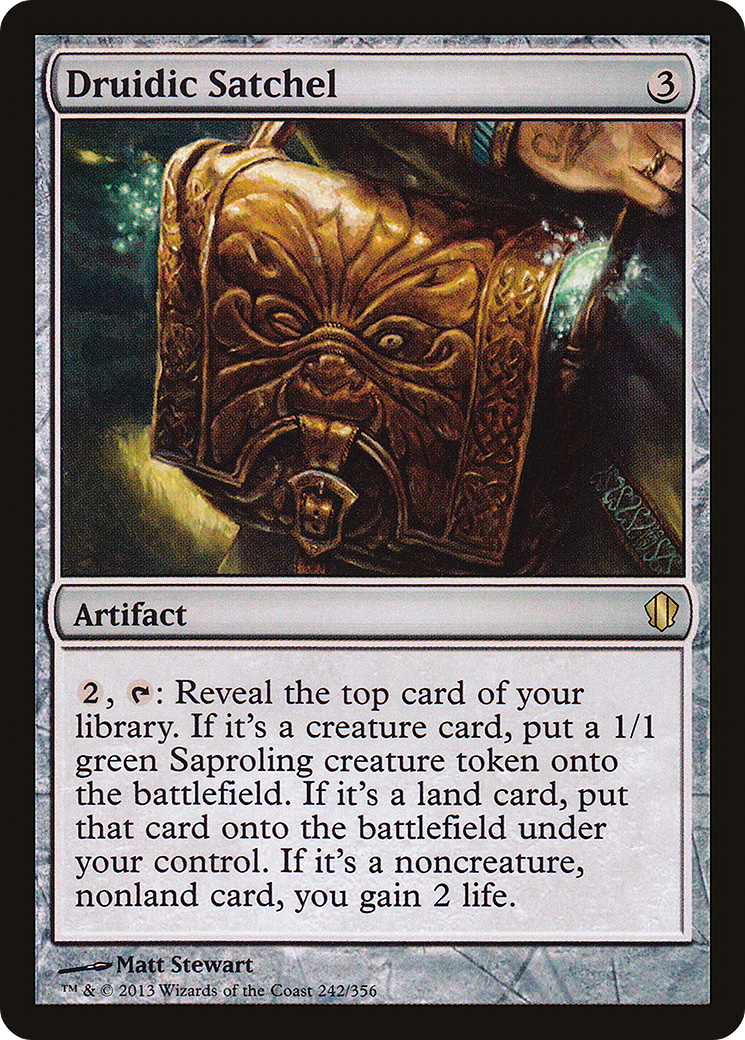 Druidic Satchel 3
Artifact
2, : Reveal the top card of your
library. If it's a creature card, put a 1/1
green Saproling creature token onto
the battlefield. If it's a land card, put
that card onto the battlefield under
your control. If it's a noncreature,
nonland card, you gain 2 life.
Matt Stewart
™ & © 2013 Wizards of the Coast 242/356